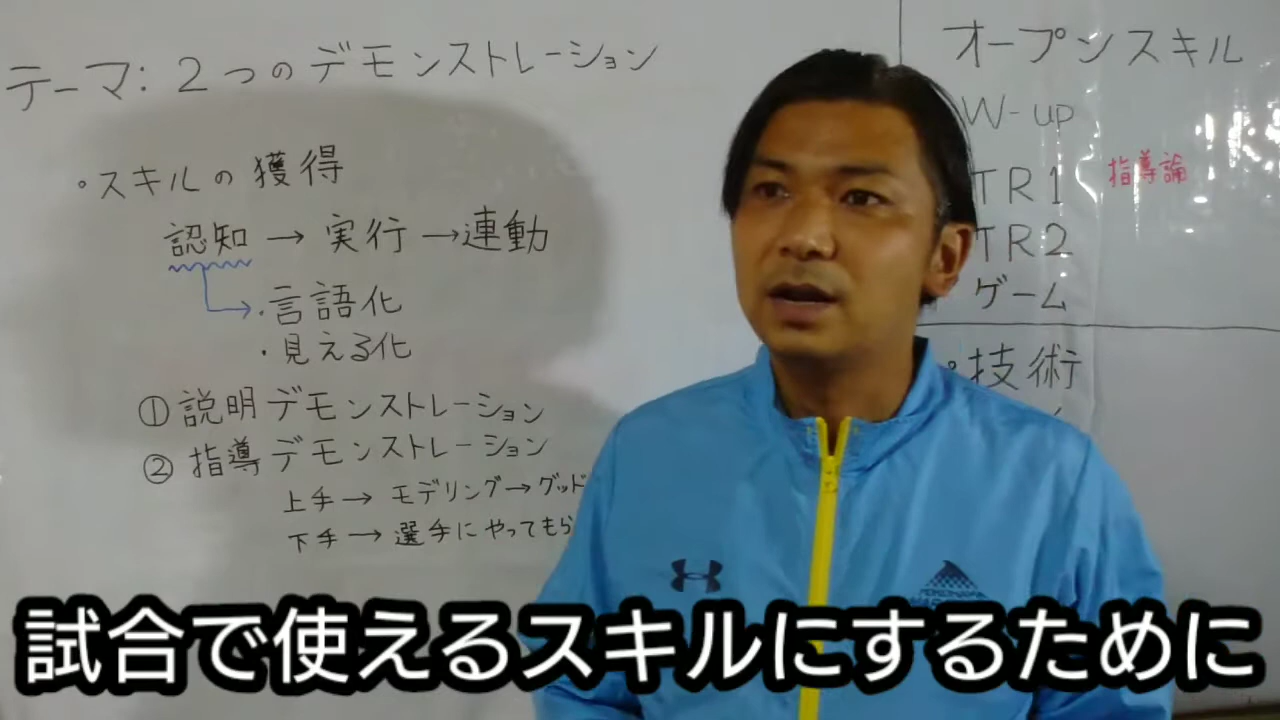 テーマ: 2つのデモンストレーション
・スキルの獲得
認知→実行→連動
・言語化
・見える化
①説明デモンストレーション
②指導デモンストレーション
上手→モデリング→グッド
下手→選手にやってもら
オープンスキル
W-up
TR1 指導論
TR2
ゲーム
・技術
試合で使えるスキルにするために